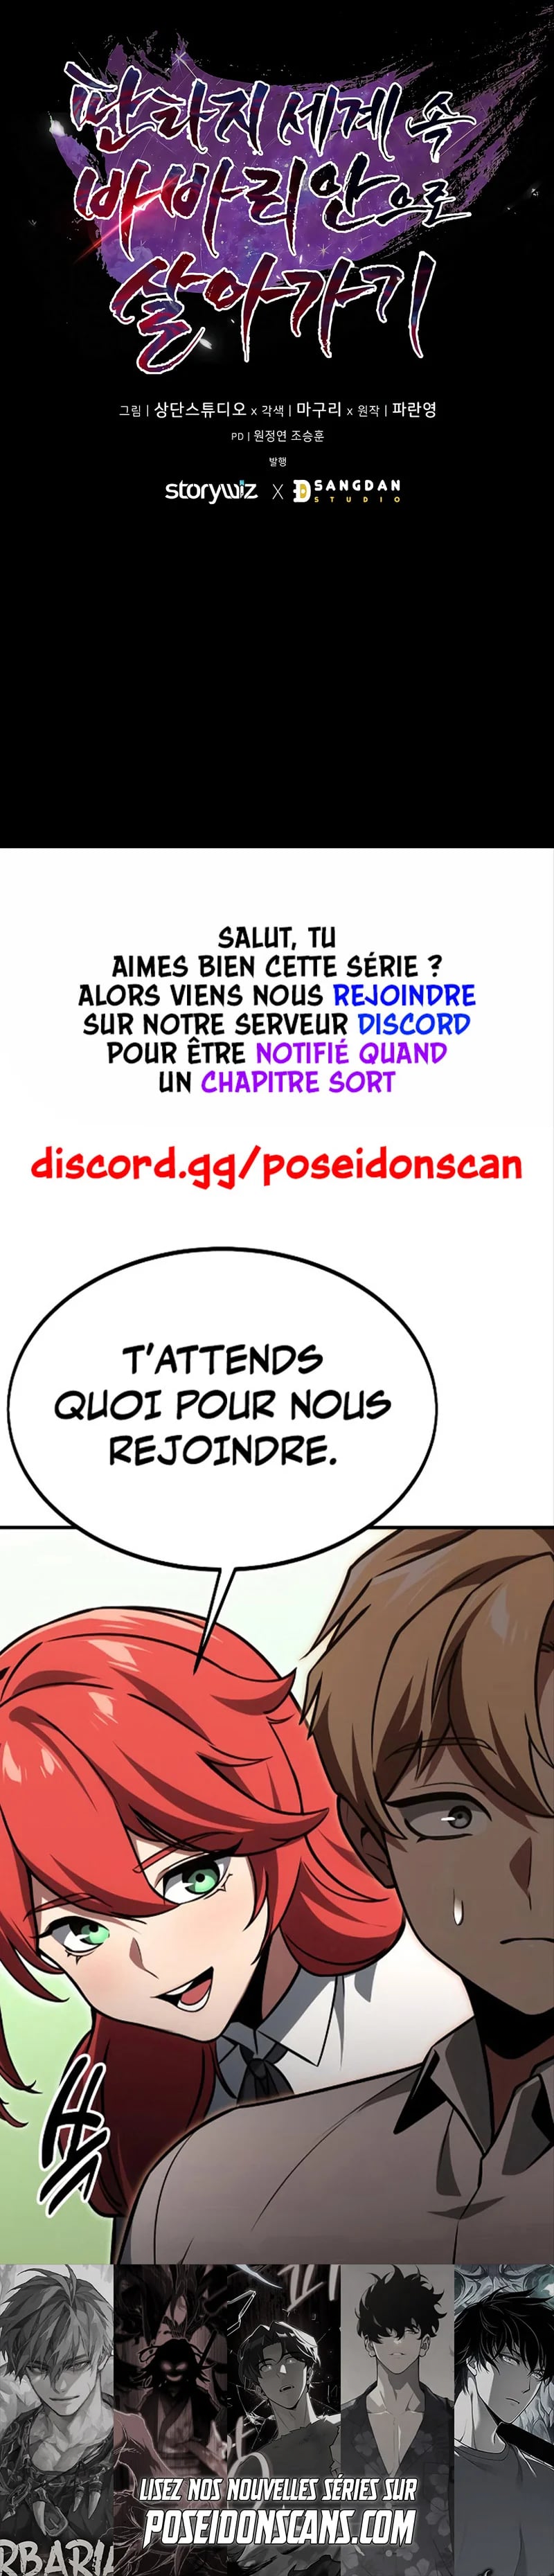 판타지 세계 속
바바리안으로
살아가기
그림 | 상단스튜디오 x 각색 | 마구리 x 원작 | 파란영
PD | 원정연 조승훈
발행
storywiz X SANGDAN
STUDIO
SALUT, TU
AIMES BIEN CETTE SÉRIE ?
ALORS VIENS NOUS REJOINDRE
SUR NOTRE SERVEUR DISCORD
POUR ÊTRE NOTIFIÉ QUAND
UN CHAPITRE SORT
discord.gg/poseidonscan
T'ATTENDS
QUOI POUR NOUS
REJOINDRE.
LISEZ NOS NOUVELLES SÉRIES SUR
POSEIDONSCANS.COM